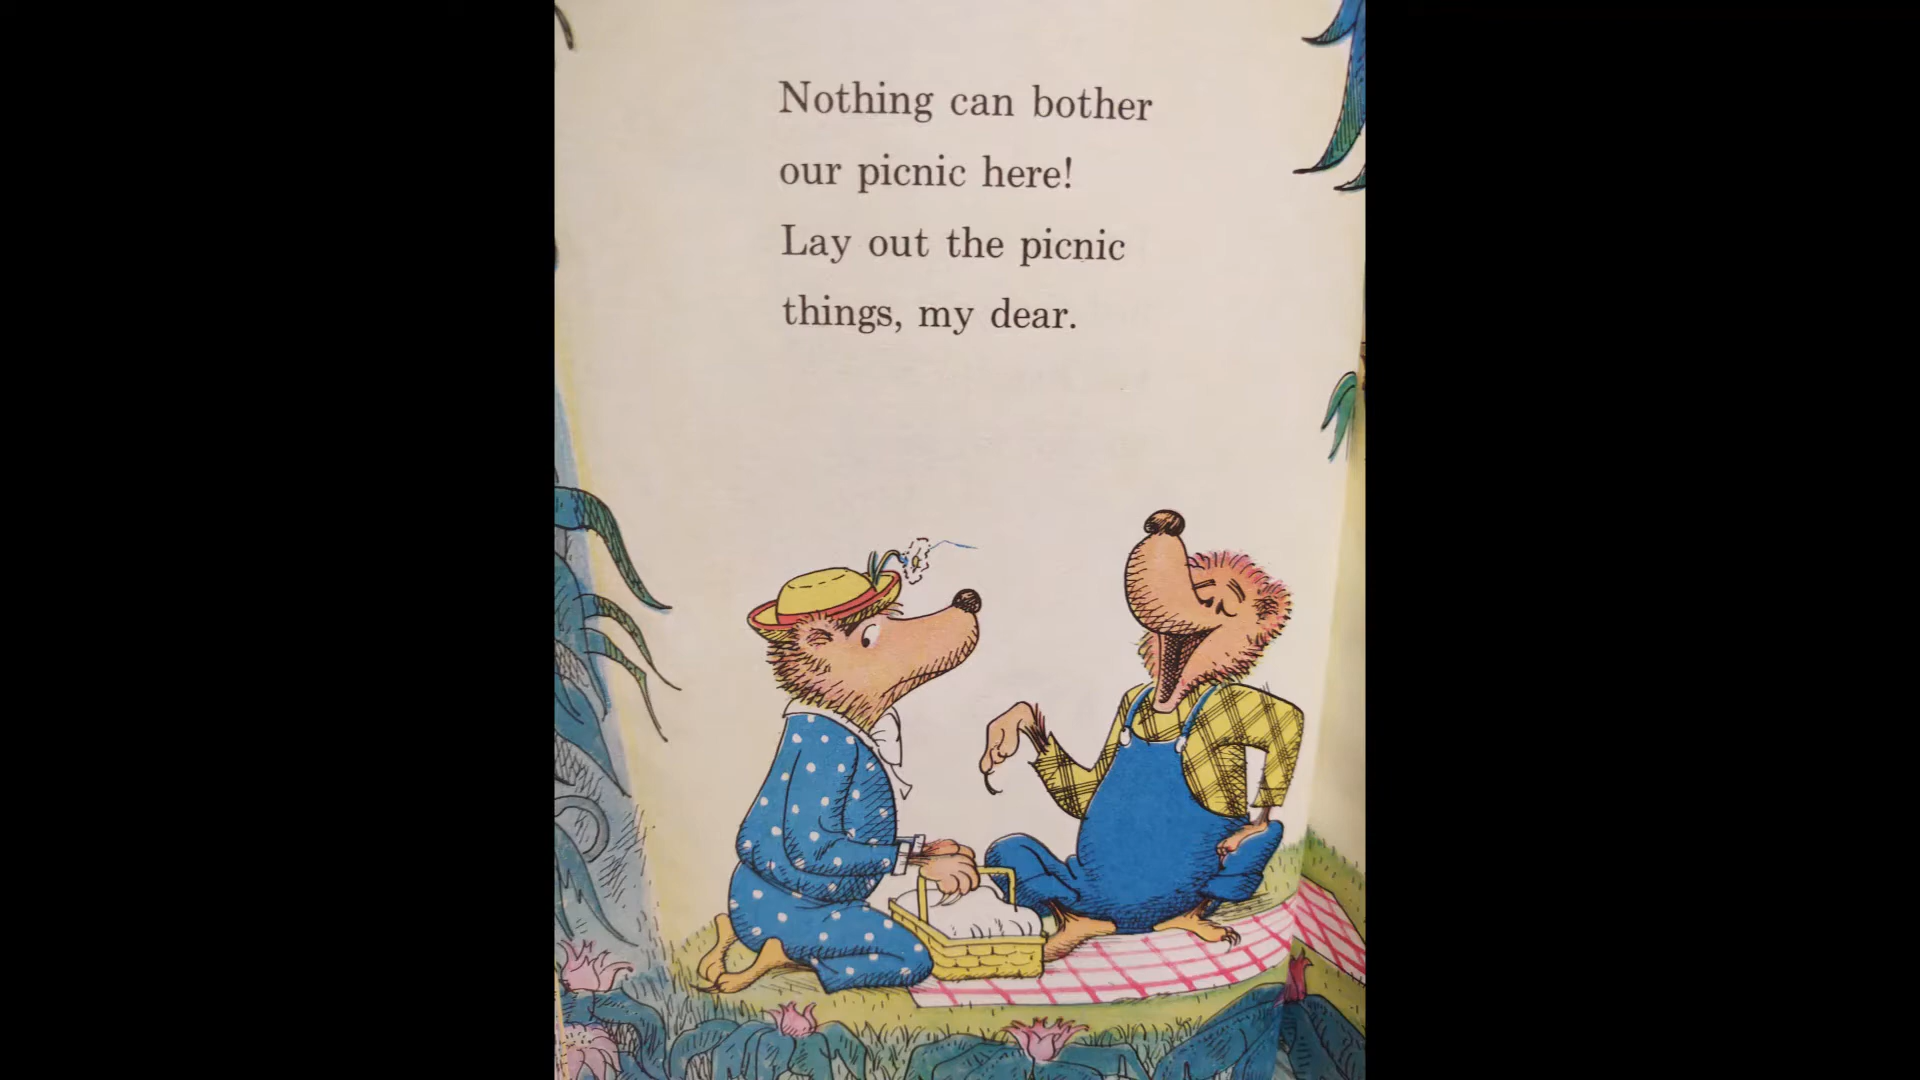 Nothing can bother
our picnic here!
Lay out the picnic
things, my dear.